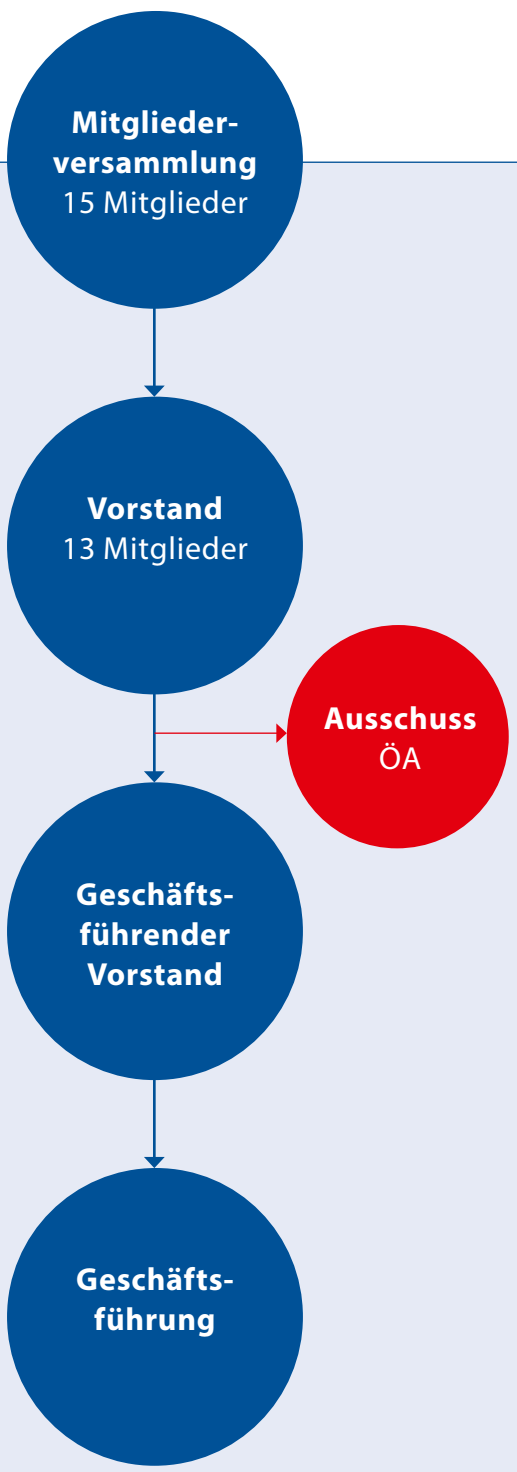 Mitglieder-
versammlung
15 Mitglieder
Vorstand
13 Mitglieder
Ausschuss
ÖA
Geschäfts-
führender
Vorstand
Geschäfts-
führung